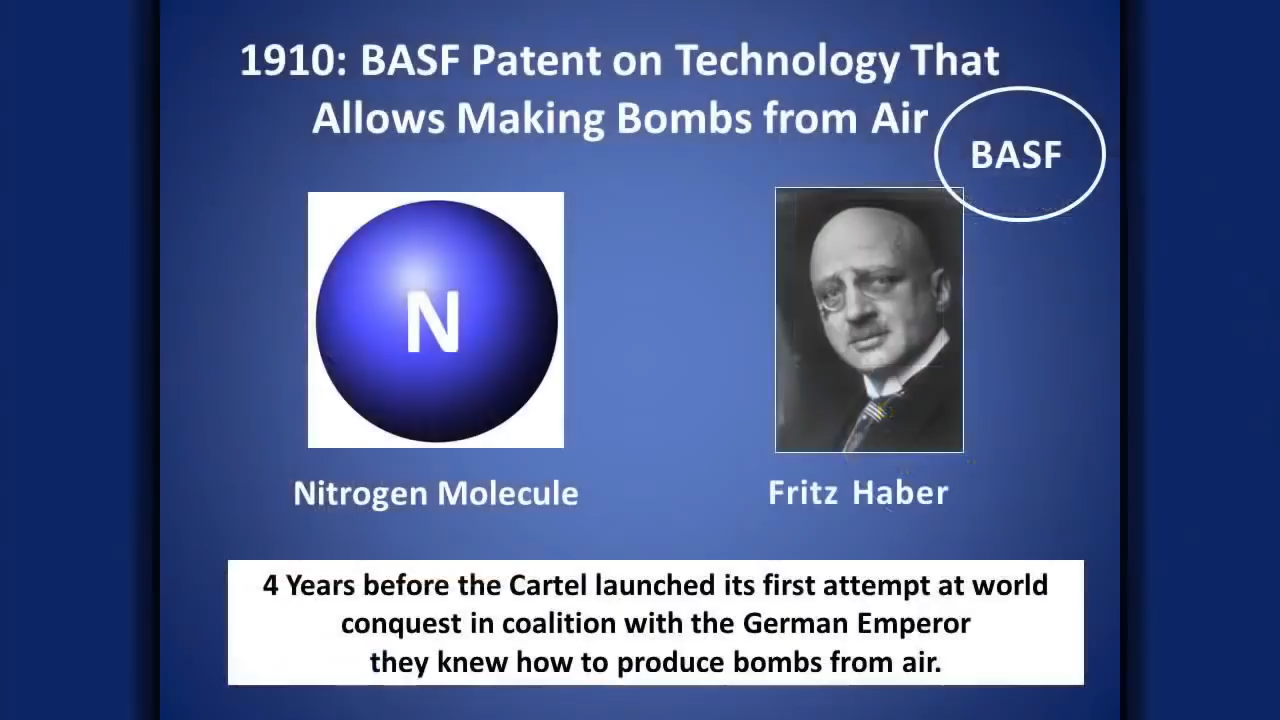 1910: BASF Patent on Technology That
Allows Making Bombs from Air
BASF
N
Nitrogen Molecule
Fritz Haber
4 Years before the Cartel launched its first attempt at world
conquest in coalition with the German Emperor
they knew how to produce bombs from air.